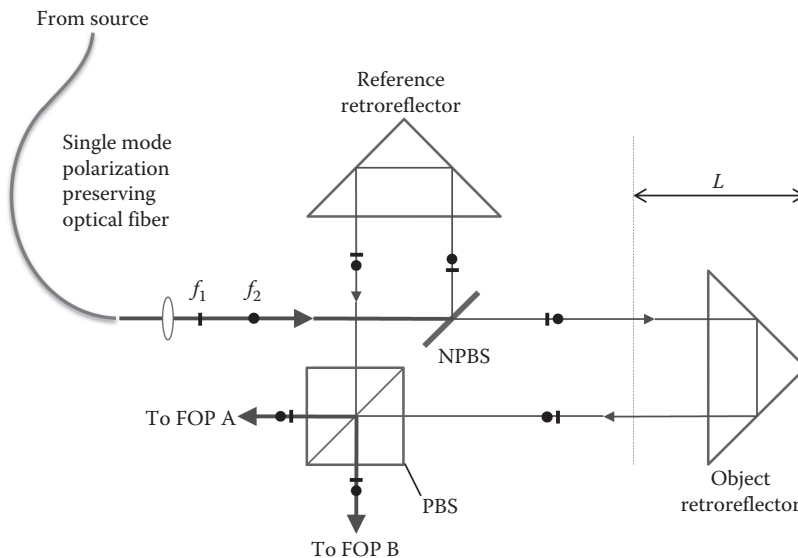 From source
Reference
retroreflector
Single mode
polarization
preserving
optical fiber
L
f1
f2
NPBS
To FOP A
PBS
Object
retroreflector
To FOP B